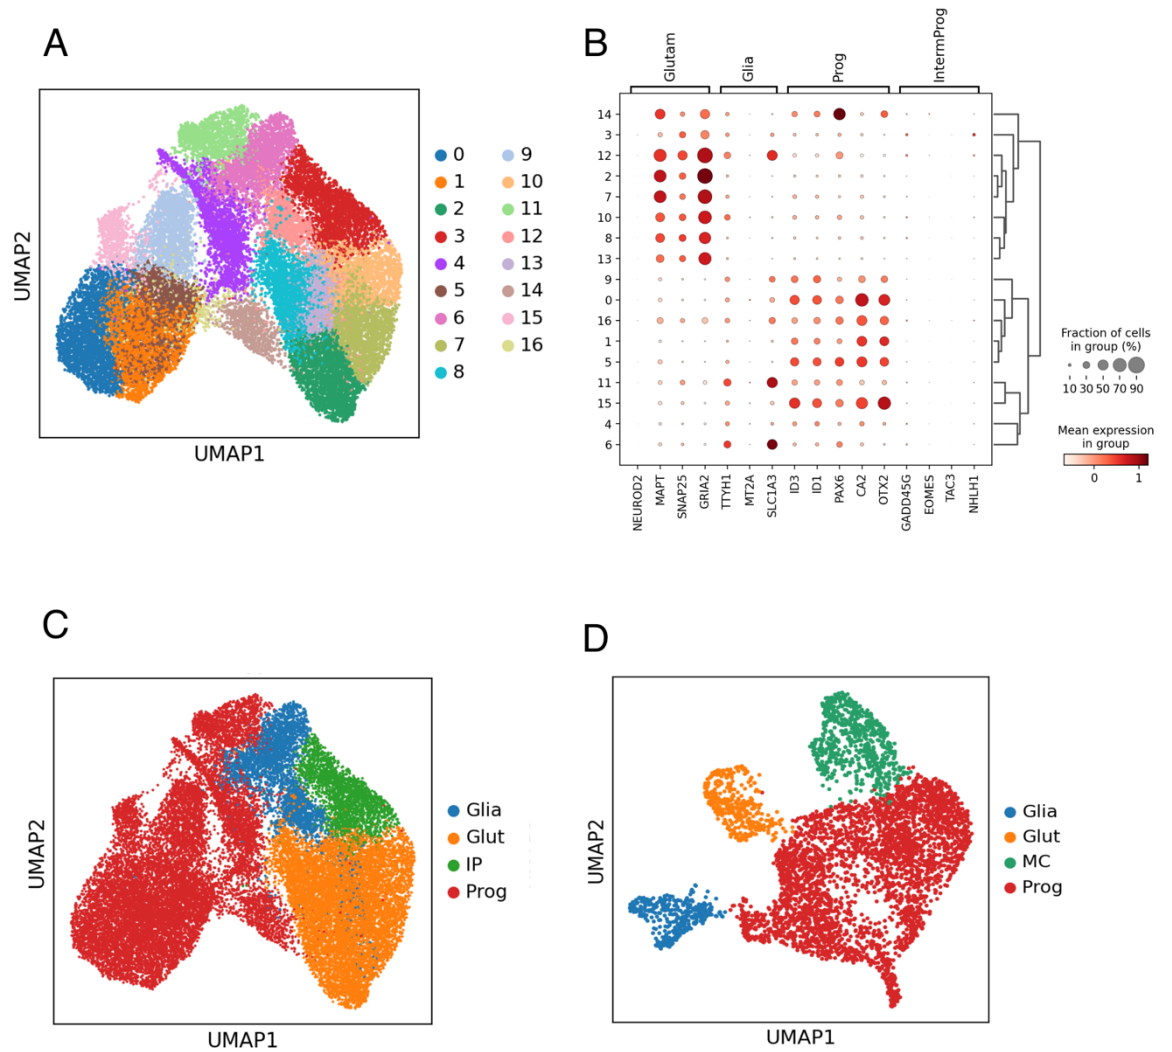 A
UMAP2
UMAP1
0 9
1 10
2 11
3 12
4 13
5 14
6 15
7 16
8
B
Glutam Glia Prog IntermProg
14
3
12
2
7
10
8
13
9
0
16
1
5
11
15
4
6
NEUROD2 MAPT SNAP25 GRIA2 TTYH1 MT2A SLC1A3 ID3 ID1 PAX6 CA2 OTX2 GADD45G EOMES TAC3 NHLH1
Fraction of cells
in group (%)
10 30 50 70 90
Mean expression
in group
0 1
C
UMAP2
UMAP1
Glia
Glut
IP
Prog
D
UMAP2
UMAP1
Glia
Glut
MC
Prog